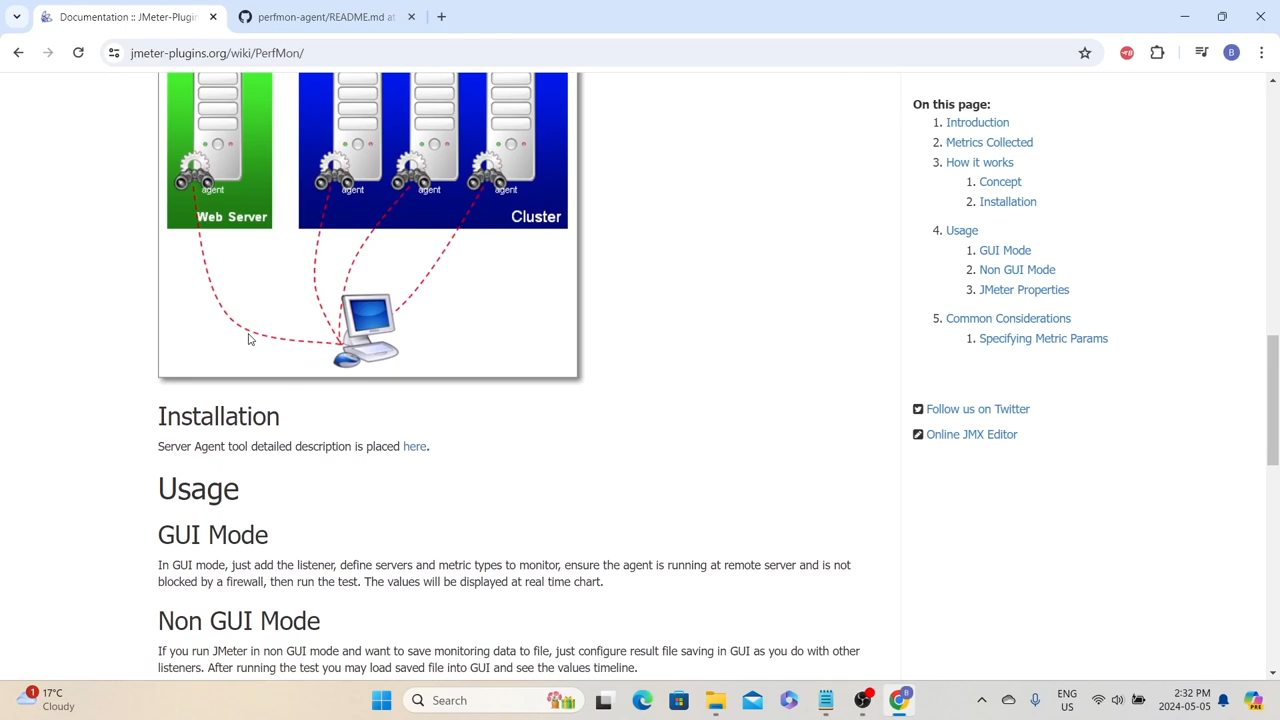 Documentation :: JMeter-Plugin
perfmon-agent/README.md at
jmeter-plugins.org/wiki/PerfMon/
B
agent
agent
agent
agent
Web Server
Cluster
Installation
Server Agent tool detailed description is placed here.
Usage
GUI Mode
In GUI mode, just add the listener, define servers and metric types to monitor, ensure the agent is running at remote server and is not
blocked by a firewall, then run the test. The values will be displayed at real time chart.
Non GUI Mode
If you run JMeter in non GUI mode and want to save monitoring data to file, just configure result file saving in GUI as you do with other
listeners. After running the test you may load saved file into GUI and see the values timeline.
On this page:
1. Introduction
2. Metrics Collected
3. How it works
1. Concept
2. Installation
4. Usage
1. GUI Mode
2. Non GUI Mode
3. JMeter Properties
5. Common Considerations
1. Specifying Metric Params
Follow us on Twitter
Online JMX Editor
1
17°C
Cloudy
Search
B
ENG
US
2:32 PM
2024-05-05
PRE